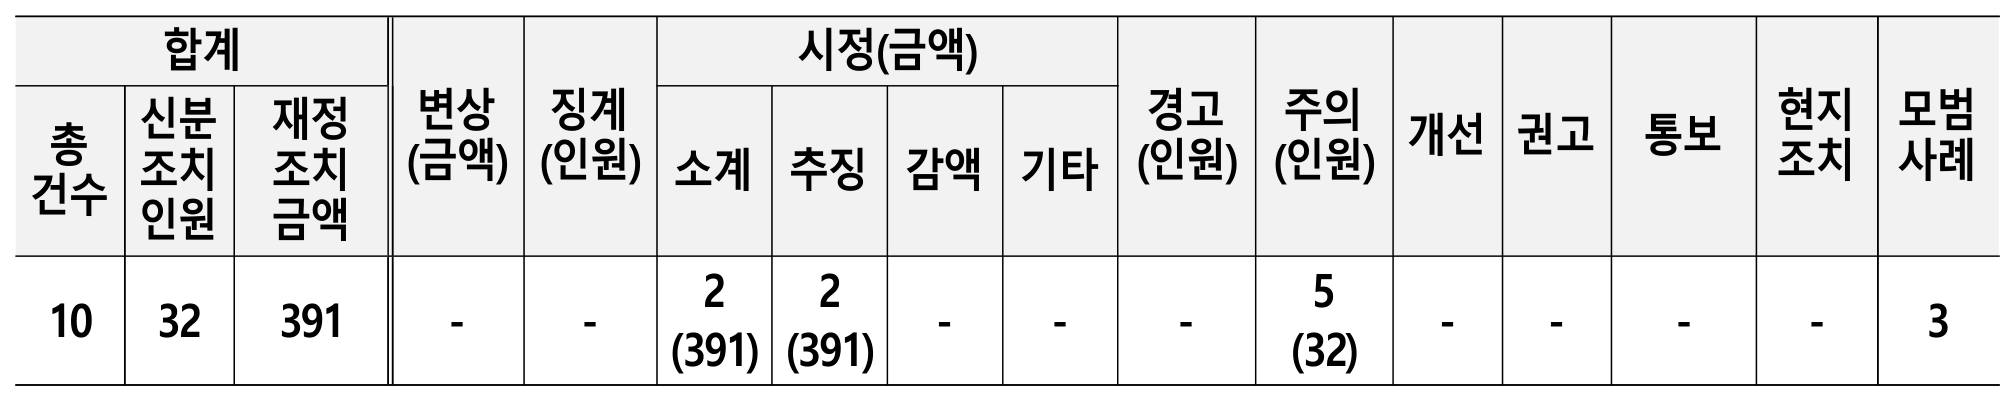 합계
시정(금액)
총
건수
신분
조치
인원
재정
조치
금액
변상
(금액)
징계
(인원)
소계
추징
감액
기타
경고
(인원)
주의
(인원)
개선
권고
통보
현지
조치
모범
사례
10
32
391
-
-
2
(391)
2
(391)
-
-
-
5
(32)
-
-
-
-
3